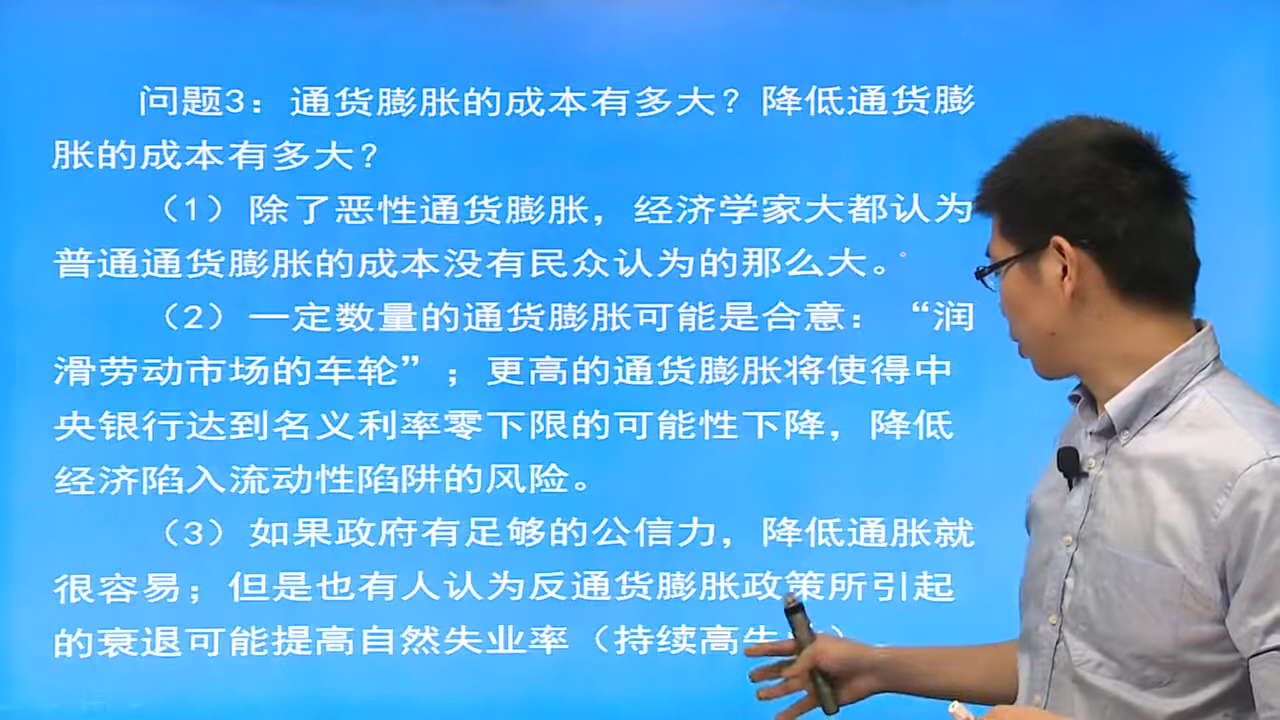 问题3：通货膨胀的成本有多大？降低通货膨
胀的成本有多大？
（1）除了恶性通货膨胀，经济学家大都认为
普通通货膨胀的成本没有民众认为的那么大。
（2）一定数量的通货膨胀可能是合意：“润
滑劳动市场的车轮”；更高的通货膨胀将使得中
央银行达到名义利率零下限的可能性下降，降低
经济陷入流动性陷阱的风险。
（3）如果政府有足够的公信力，降低通胀就
很容易；但是也有人认为反通货膨胀政策所引起
的衰退可能提高自然失业率（持续高